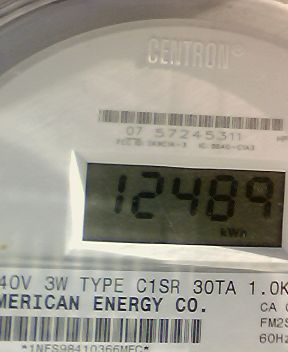 CENTRON®
07 57245311
12489
kWh
40V 3W TYPE C1SR 30TA 1.0K
MERICAN ENERGY CO.
CA
FM2S
60Hz